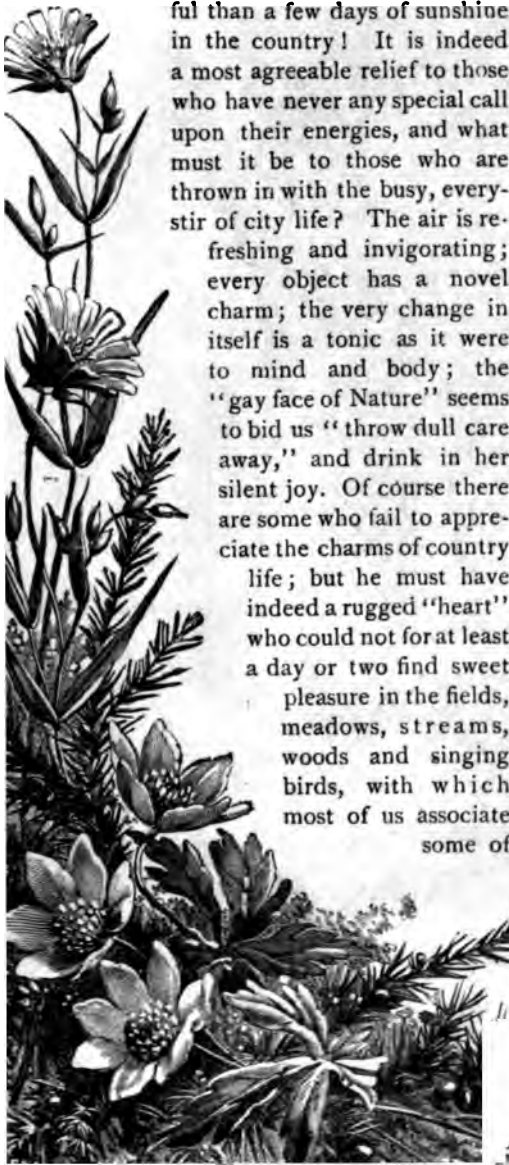 ful than a few days of sunshine
in the country! It is indeed
a most agreeable relief to those
who have never any special call
upon their energies, and what
must it be to those who are
thrown in with the busy, every-
stir of city life? The air is re-
freshing and invigorating;
every object has a novel
charm; the very change in
itself is a tonic as it were
to mind and body; the
"gay face of Nature" seems
to bid us "throw dull care
away," and drink in her
silent joy. Of course there
are some who fail to appre-
ciate the charms of country
life; but he must have
indeed a rugged "heart"
who could not for at least
a day or two find sweet
pleasure in the fields,
meadows, streams,
woods and singing
birds, with which
most of us associate
some of